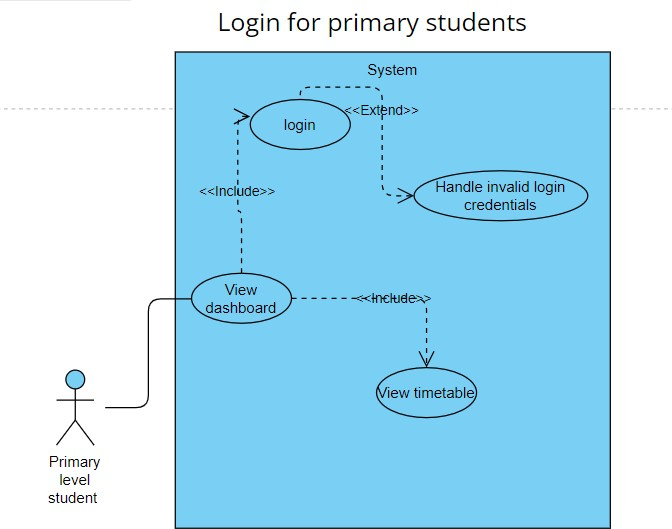 Login for primary students
System
<<Extend>>
login
Handle invalid login
credentials
<<Include>>
View
dashboard
<<Include>>
View timetable
Primary
level
student